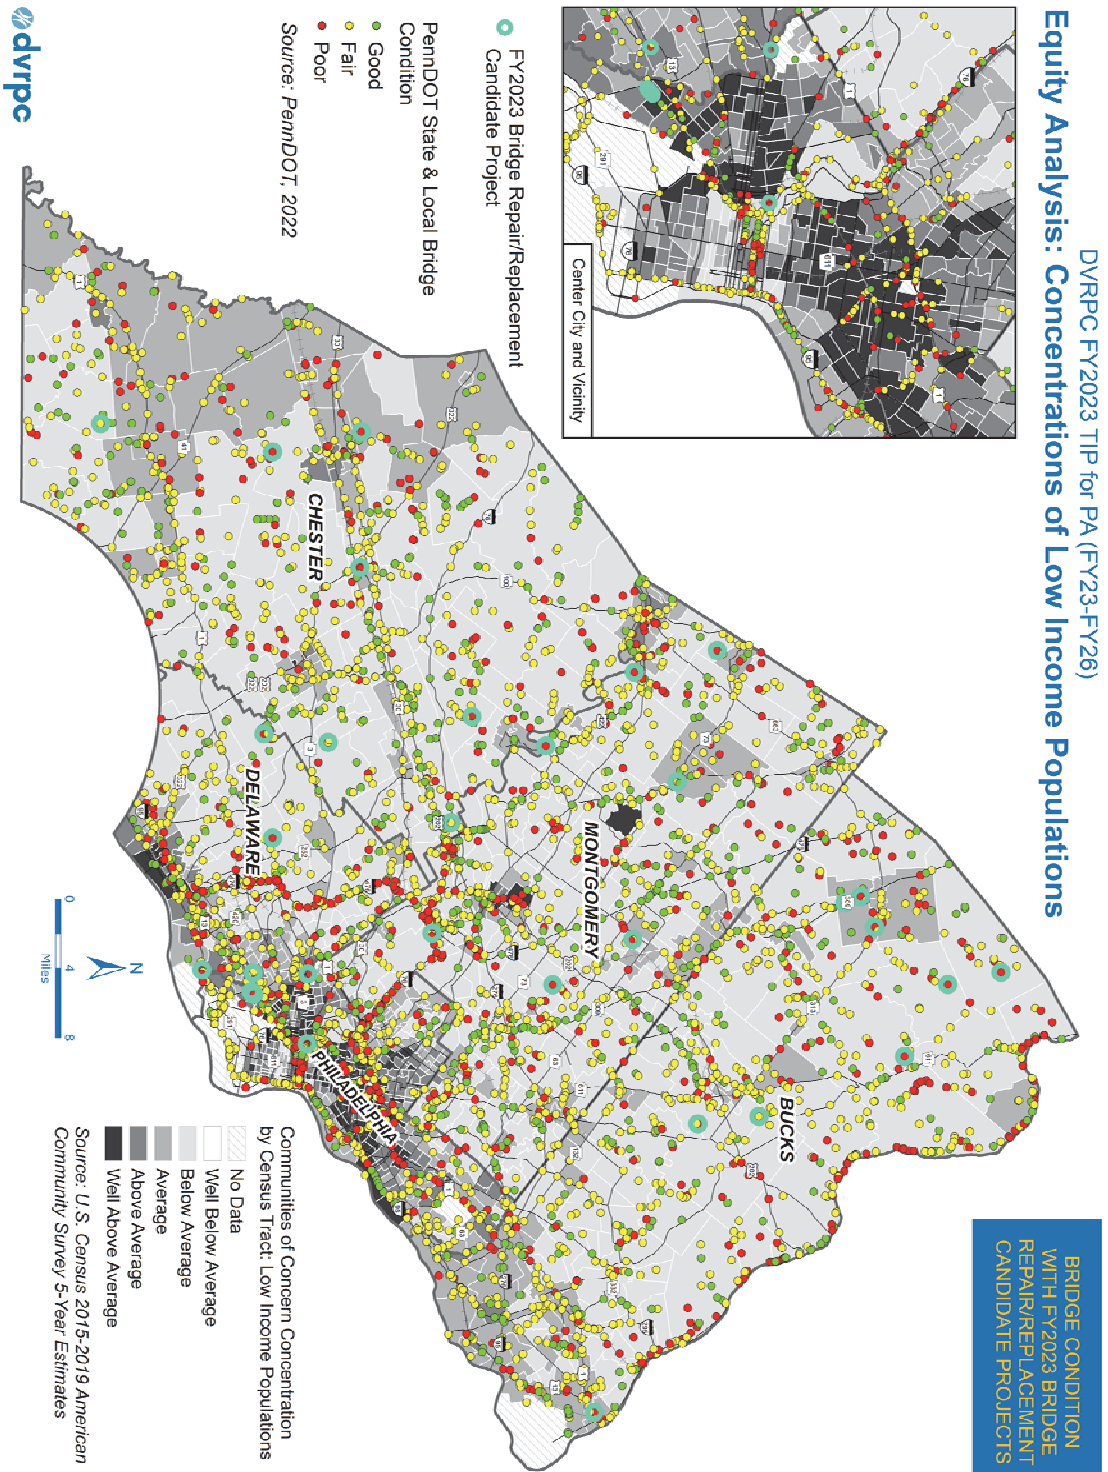 DVRPC FY2023 TIP for PA (FY23-FY26)
Equity Analysis: Concentrations of Low Income Populations
BRIDGE CONDITION
WITH FY2023 BRIDGE
REPAIR/REPLACEMENT
CANDIDATE PROJECTS
Center City and Vicinity
FY2023 Bridge Repair/Replacement
Candidate Project
PennDOT State & Local Bridge
Condition
Good
Fair
Poor
Source: PennDOT, 2022
CHESTER
DELAWARE
MONTGOMERY
BUCKS
PHILADELPHIA
N
0 4 8
Miles
Communities of Concern Concentration
by Census Tract: Low Income Populations
No Data
Well Below Average
Below Average
Average
Above Average
Well Above Average
Source: U.S. Census 2015-2019 American
Community Survey 5-Year Estimates
dvrpc